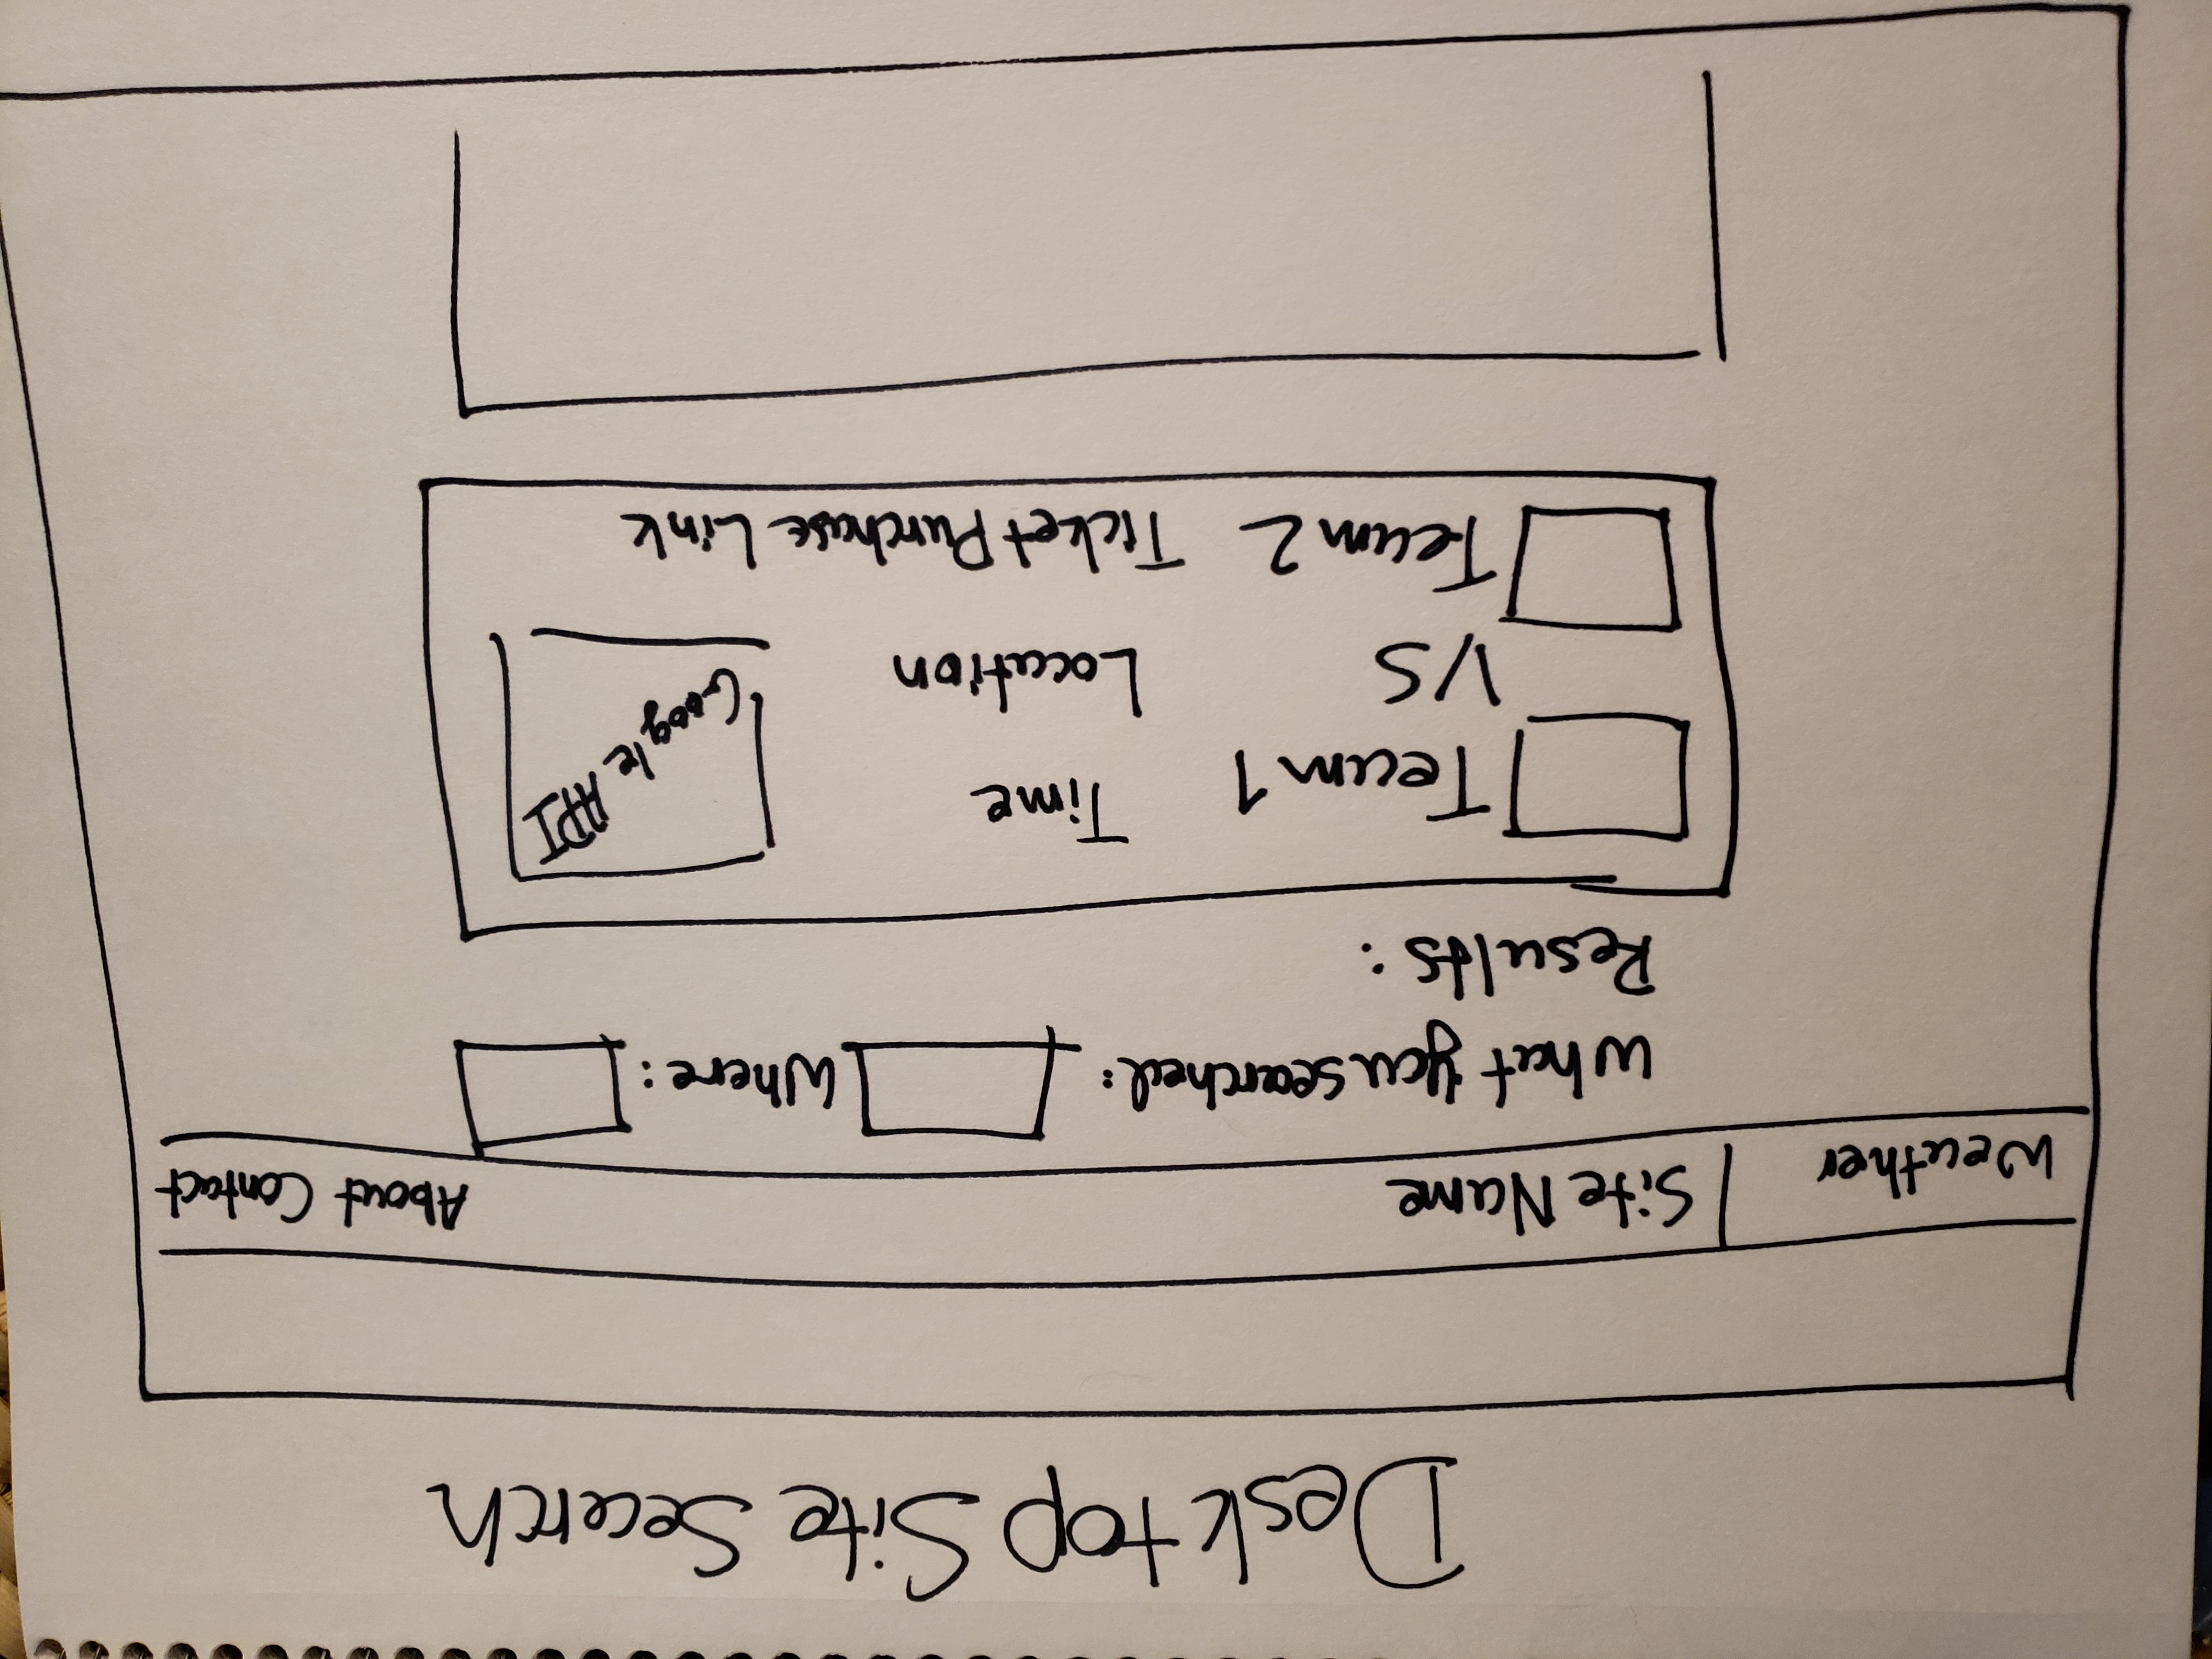 Desktop Site Search
Weather Site Name About Contact
What you searched: Where:
Results:
Team 1 Time
VS Location
Google API
Team 2 Ticket Purchase Link